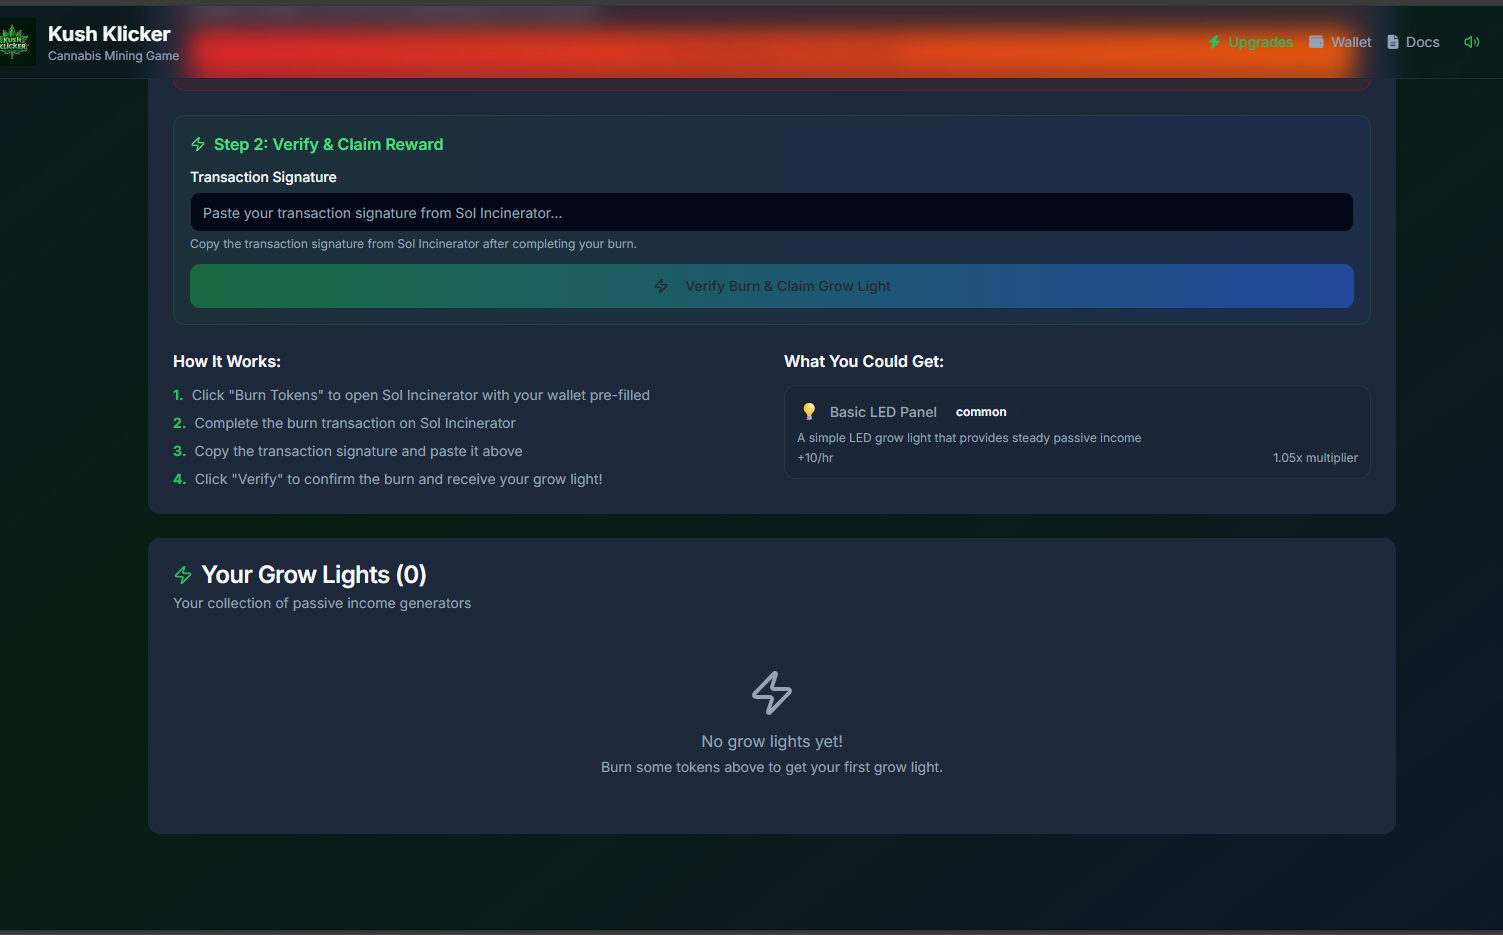 KUSH
KLICKER
Kush Klicker
Cannabis Mining Game
Upgrades
Wallet
Docs
Step 2: Verify & Claim Reward
Transaction Signature
Paste your transaction signature from Sol Incinerator...
Copy the transaction signature from Sol Incinerator after completing your burn.
Verify Burn & Claim Grow Light
How It Works:
1. Click "Burn Tokens" to open Sol Incinerator with your wallet pre-filled
2. Complete the burn transaction on Sol Incinerator
3. Copy the transaction signature and paste it above
4. Click "Verify" to confirm the burn and receive your grow light!
What You Could Get:
Basic LED Panel common
A simple LED grow light that provides steady passive income
+10/hr 1.05x multiplier
Your Grow Lights (0)
Your collection of passive income generators
No grow lights yet!
Burn some tokens above to get your first grow light.